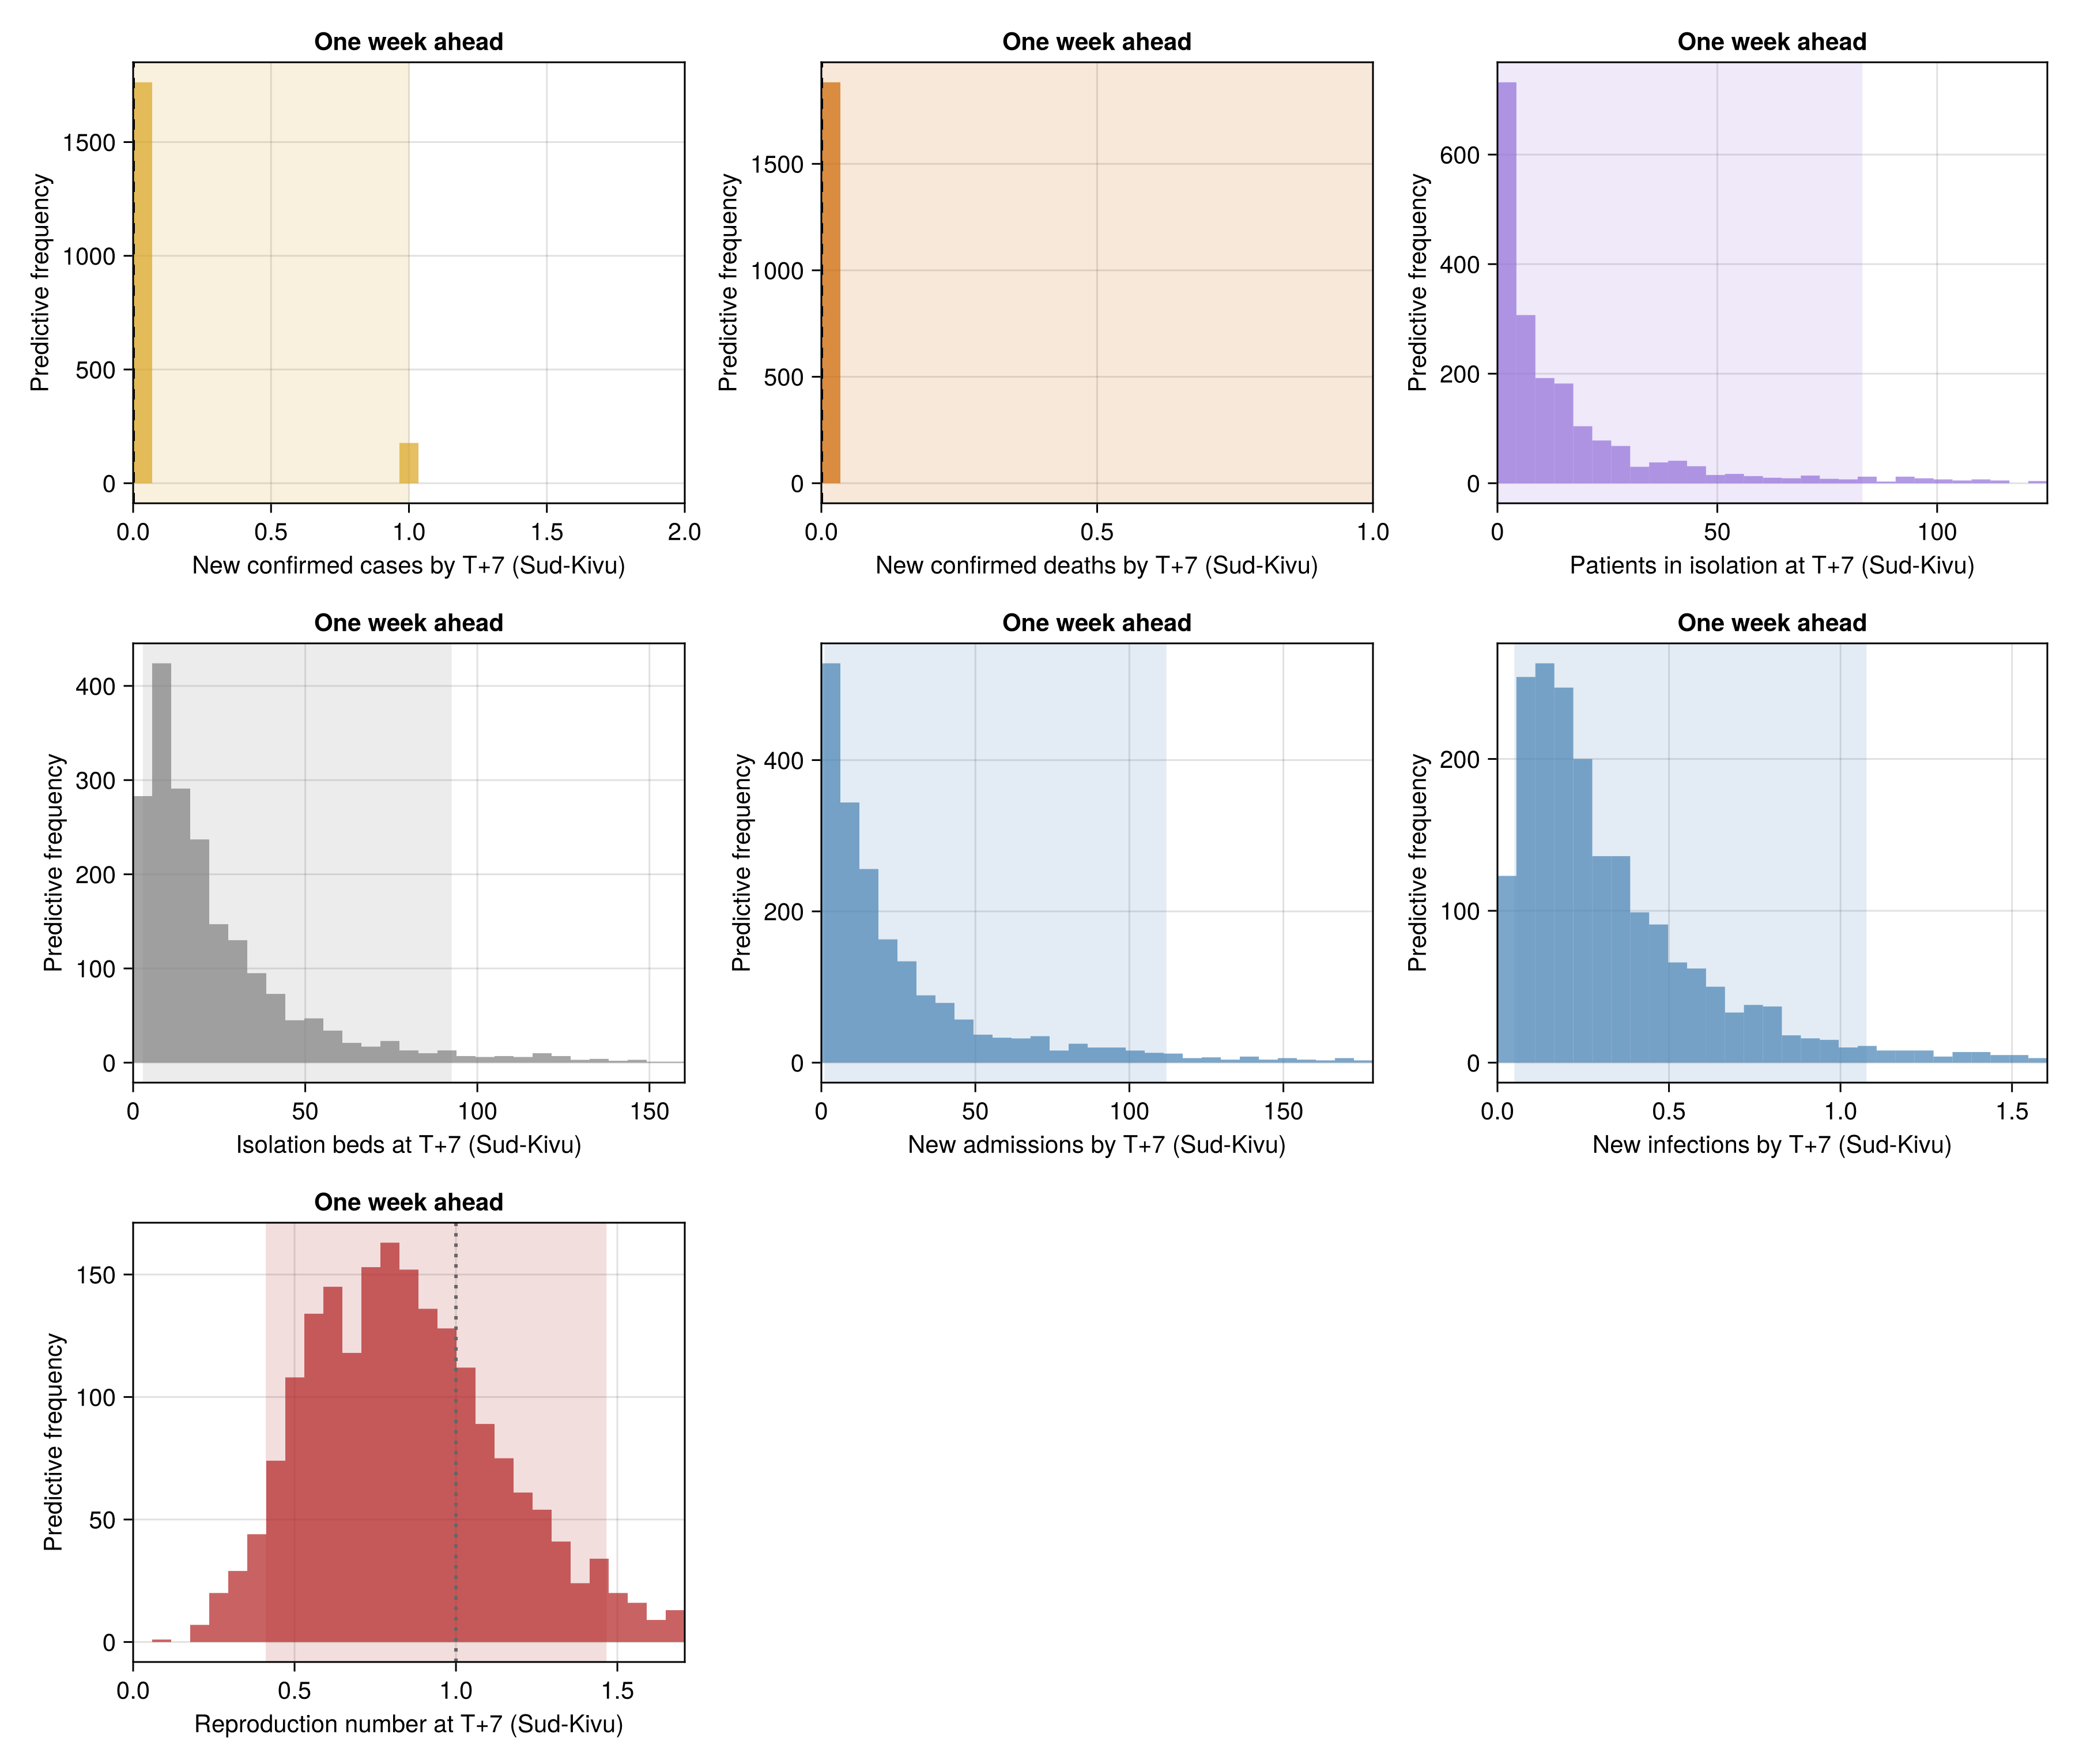 One week ahead
One week ahead
One week ahead
Predictive frequency
1500
1000
500
0
0.0 0.5 1.0 1.5 2.0
New confirmed cases by T+7 (Sud-Kivu)
Predictive frequency
1500
1000
500
0
0.0 0.5 1.0
New confirmed deaths by T+7 (Sud-Kivu)
Predictive frequency
600
400
200
0
0 50 100
Patients in isolation at T+7 (Sud-Kivu)
One week ahead
One week ahead
One week ahead
Predictive frequency
400
300
200
100
0
0 50 100 150
Isolation beds at T+7 (Sud-Kivu)
Predictive frequency
400
200
0
0 50 100 150
New admissions by T+7 (Sud-Kivu)
Predictive frequency
200
100
0
0.0 0.5 1.0 1.5
New infections by T+7 (Sud-Kivu)
One week ahead
Predictive frequency
150
100
50
0
0.0 0.5 1.0 1.5
Reproduction number at T+7 (Sud-Kivu)